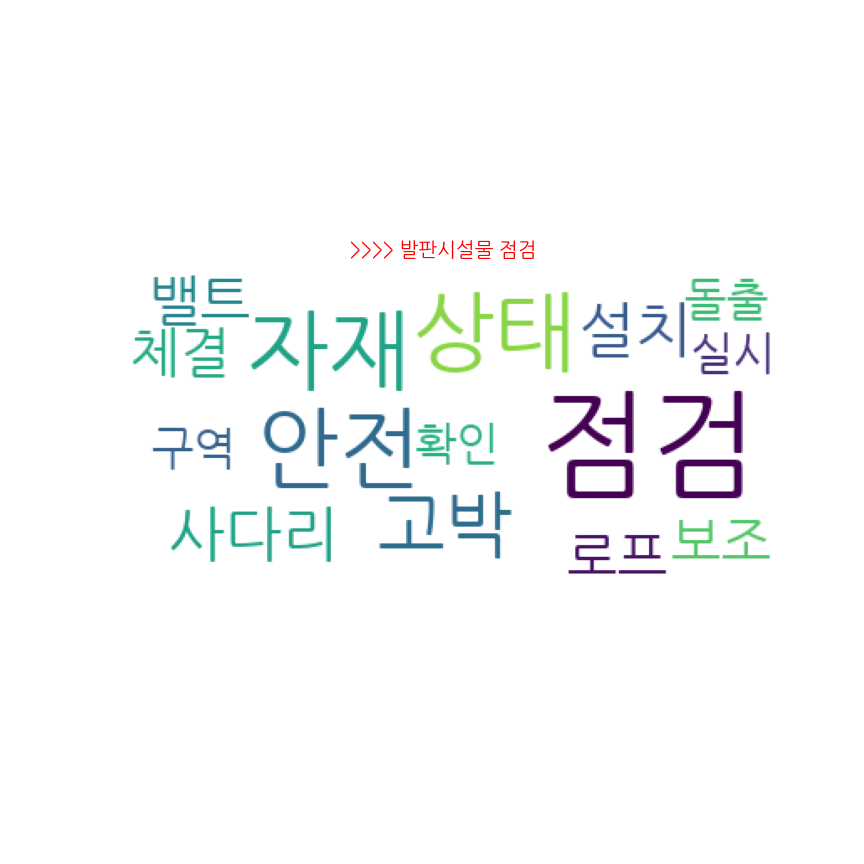 >>>> 발판시설물 점검
밸트
자재
상태
설치
돌출
체결
실시
구역
안전
확인
점검
사다리
고박
로프
보조